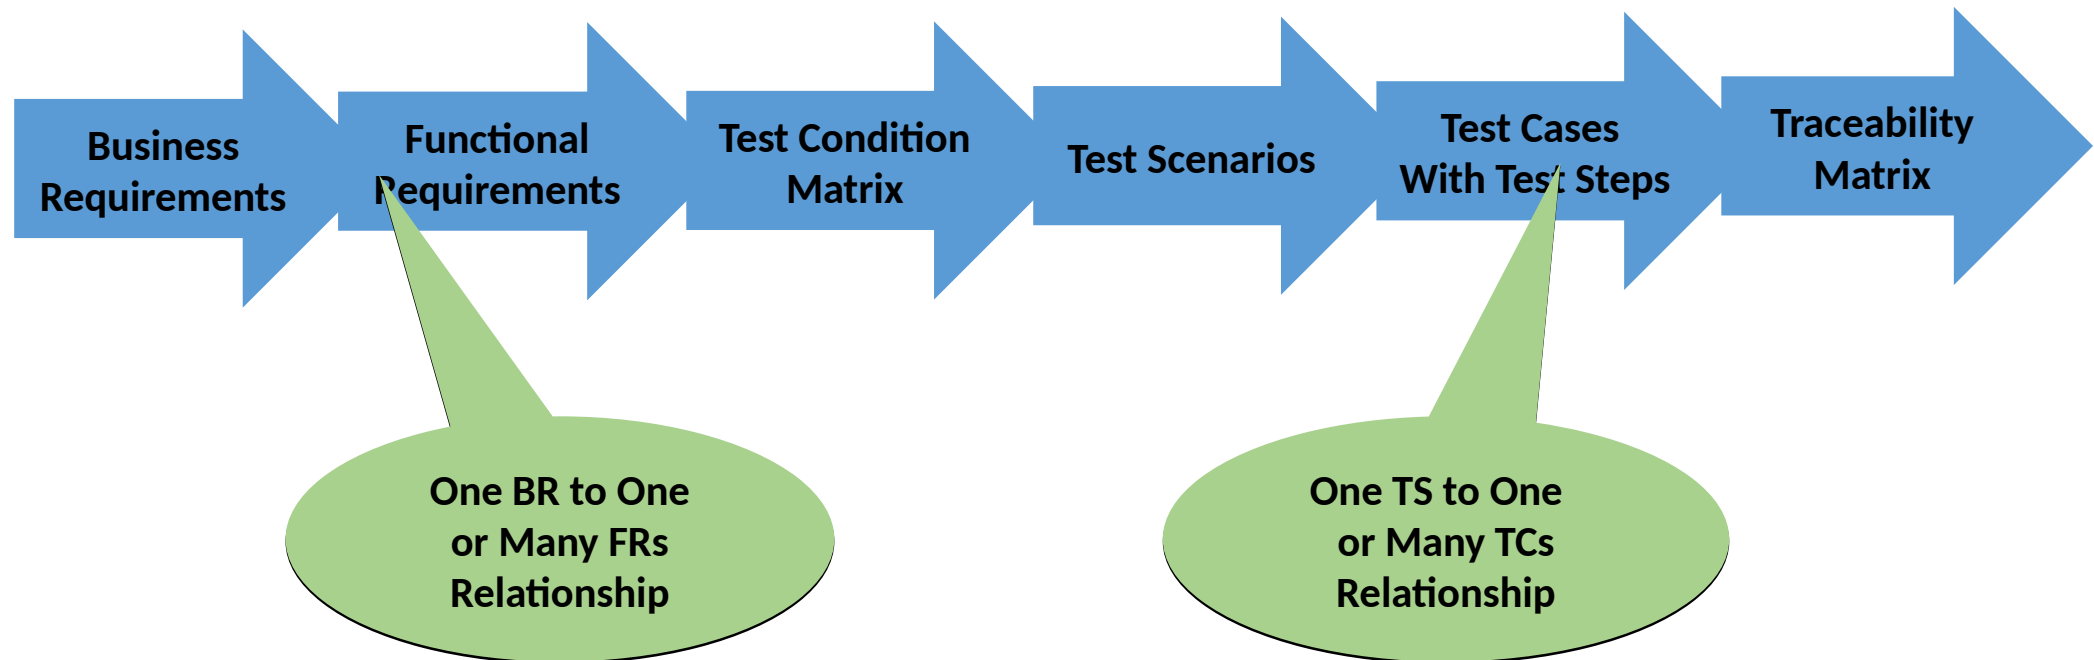 Business
Requirements
Functional
Requirements
Test Condition
Matrix
Test Scenarios
Test Cases
With Test Steps
Traceability
Matrix
One BR to One
or Many FRs
Relationship
One TS to One
or Many TCs
Relationship